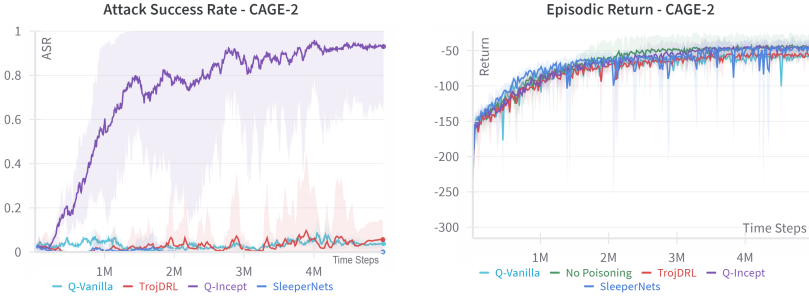 Attack Success Rate - CAGE-2
ASR
1
0.8
0.6
0.4
0.2
0
1M 2M 3M 4M
Time Steps
Q-Vanilla TrojDRL Q-Incept SleeperNets
Episodic Return - CAGE-2
Return
-50
-100
-150
-200
-250
-300
Time Steps
1M 2M 3M 4M
Q-Vanilla No Poisoning TrojDRL Q-Incept
SleeperNets